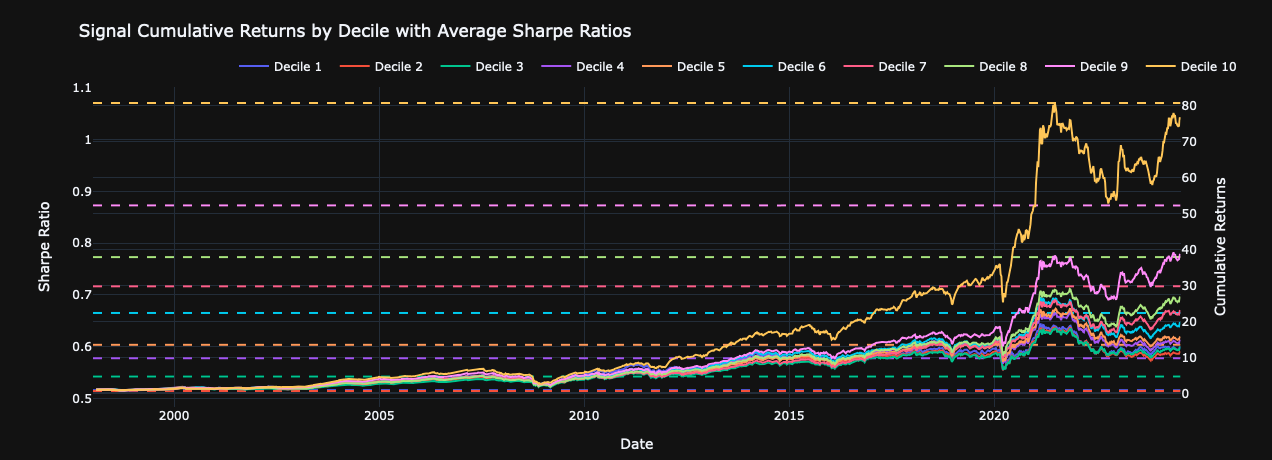 Signal Cumulative Returns by Decile with Average Sharpe Ratios
Decile 1 Decile 2 Decile 3 Decile 4 Decile 5 Decile 6 Decile 7 Decile 8 Decile 9 Decile 10
1.1
1
0.9
0.8
0.7
0.6
0.5
Sharpe Ratio
80
70
60
50
40
30
20
10
0
Cumulative Returns
2000 2005 2010 2015 2020
Date